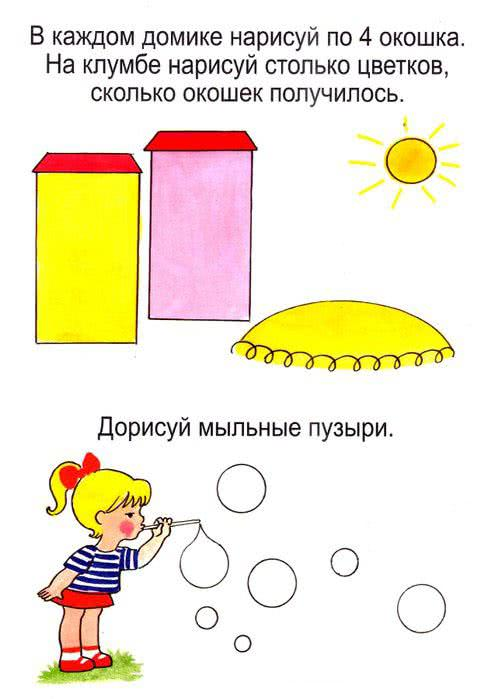 В каждом домике нарисуй по 4 окошка.
На клумбе нарисуй столько цветков,
сколько окошек получилось.
Дорисуй мыльные пузыри.